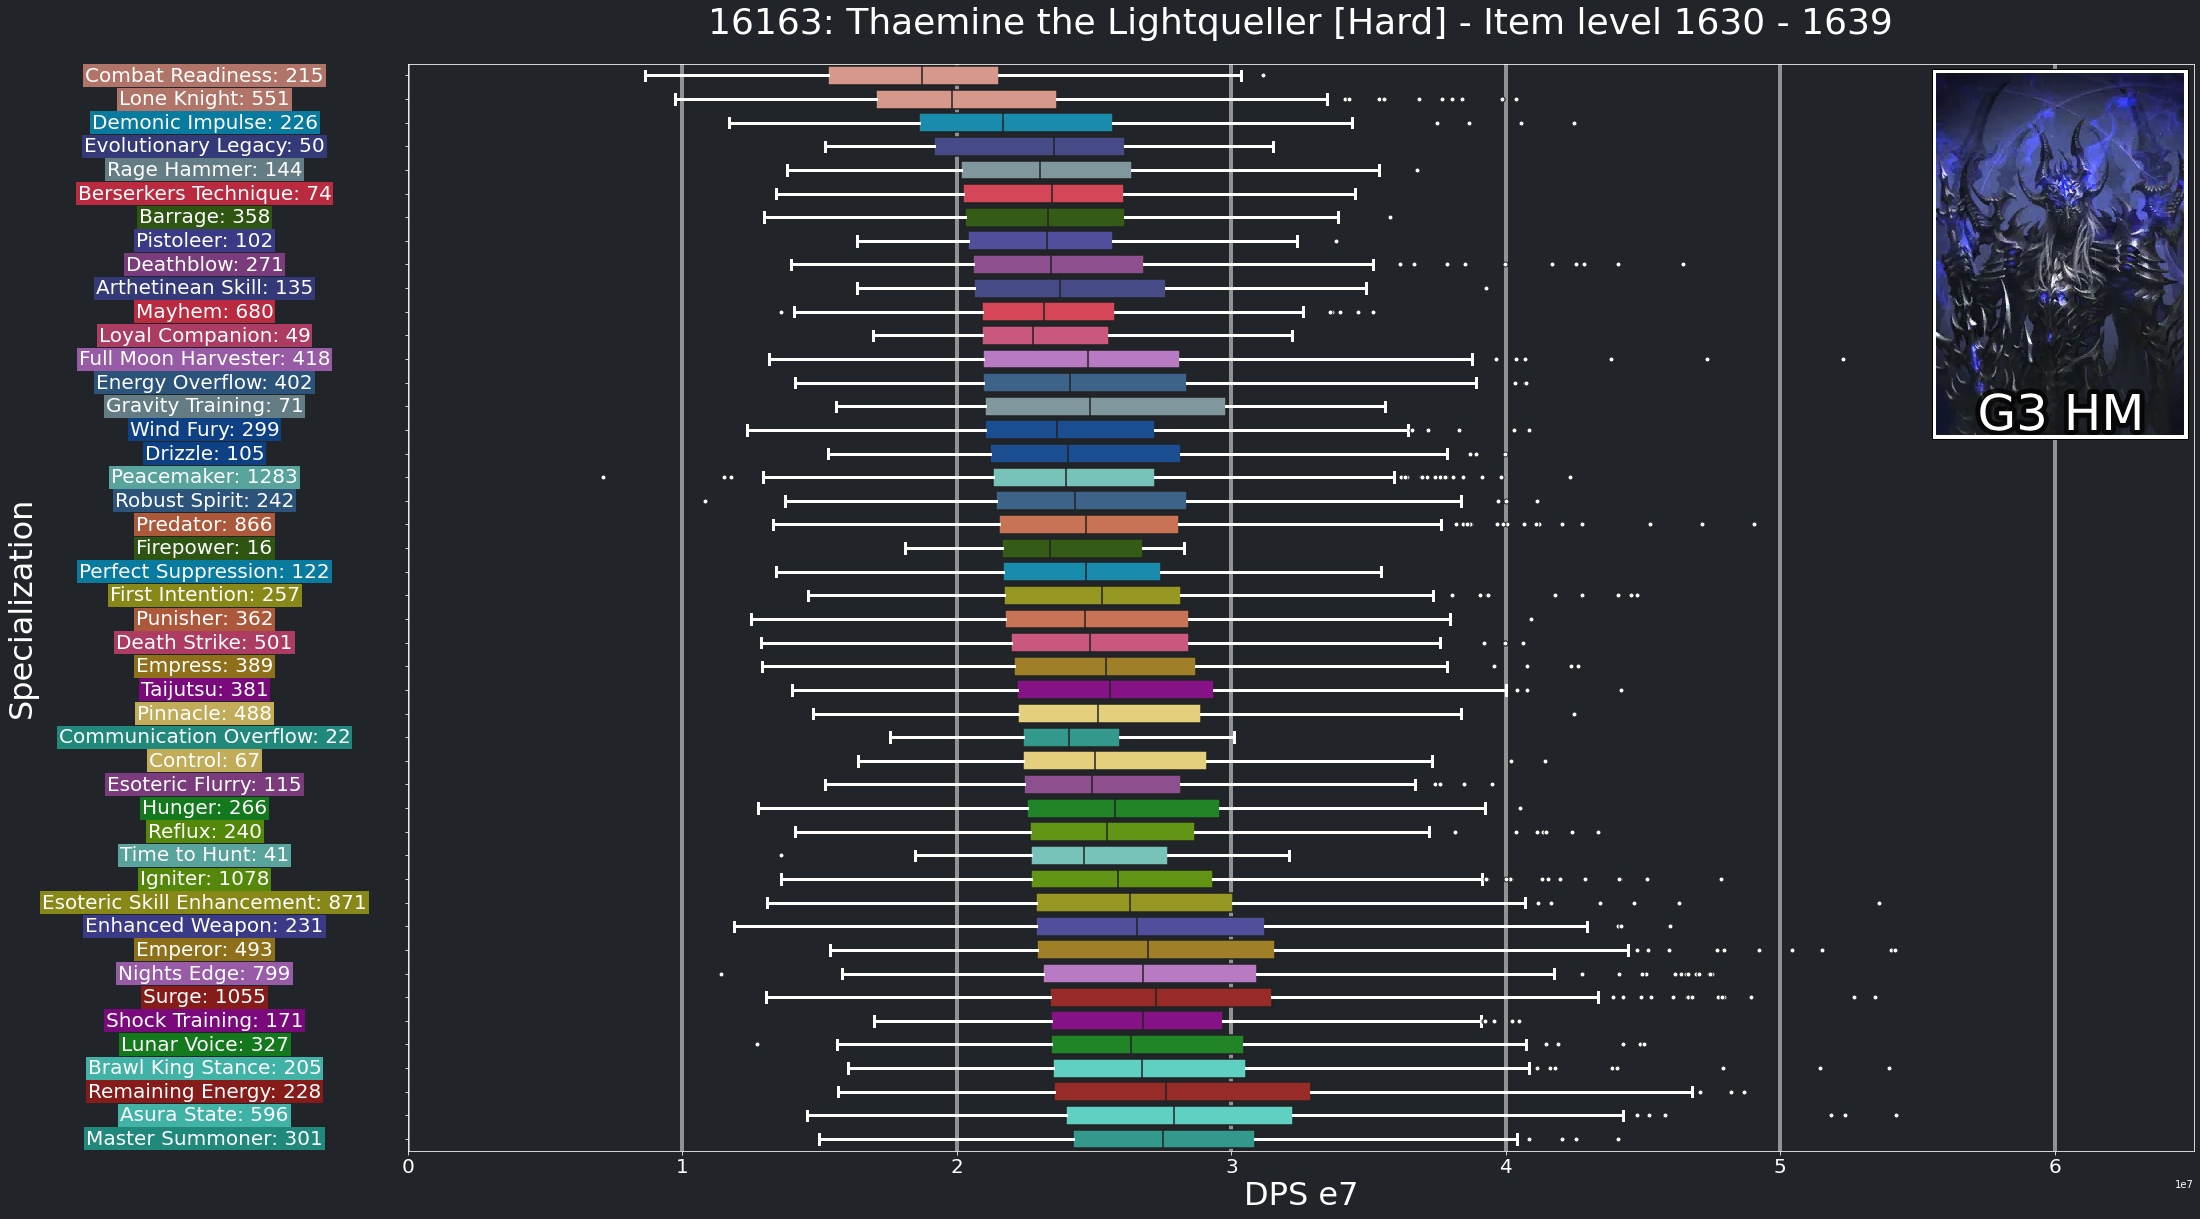 16163: Thaemine the Lightqueller [Hard] - Item level 1630 - 1639
Combat Readiness: 215
Lone Knight: 551
Demonic Impulse: 226
Evolutionary Legacy: 50
Rage Hammer: 144
Berserkers Technique: 74
Barrage: 358
Pistoleer: 102
Deathblow: 271
Arthetinean Skill: 135
Mayhem: 680
Loyal Companion: 49
Full Moon Harvester: 418
Energy Overflow: 402
Gravity Training: 71
Wind Fury: 299
Drizzle: 105
Peacemaker: 1283
Robust Spirit: 242
Predator: 866
Firepower: 16
Perfect Suppression: 122
First Intention: 257
Punisher: 362
Death Strike: 501
Empress: 389
Taijutsu: 381
Pinnacle: 488
Communication Overflow: 22
Control: 67
Esoteric Flurry: 115
Hunger: 266
Reflux: 240
Time to Hunt: 41
Igniter: 1078
Esoteric Skill Enhancement: 871
Enhanced Weapon: 231
Emperor: 493
Nights Edge: 799
Surge: 1055
Shock Training: 171
Lunar Voice: 327
Brawl King Stance: 205
Remaining Energy: 228
Asura State: 596
Master Summoner: 301
Specialization
G3 HM
0 1 2 3 4 5 6
DPS e7
1e7